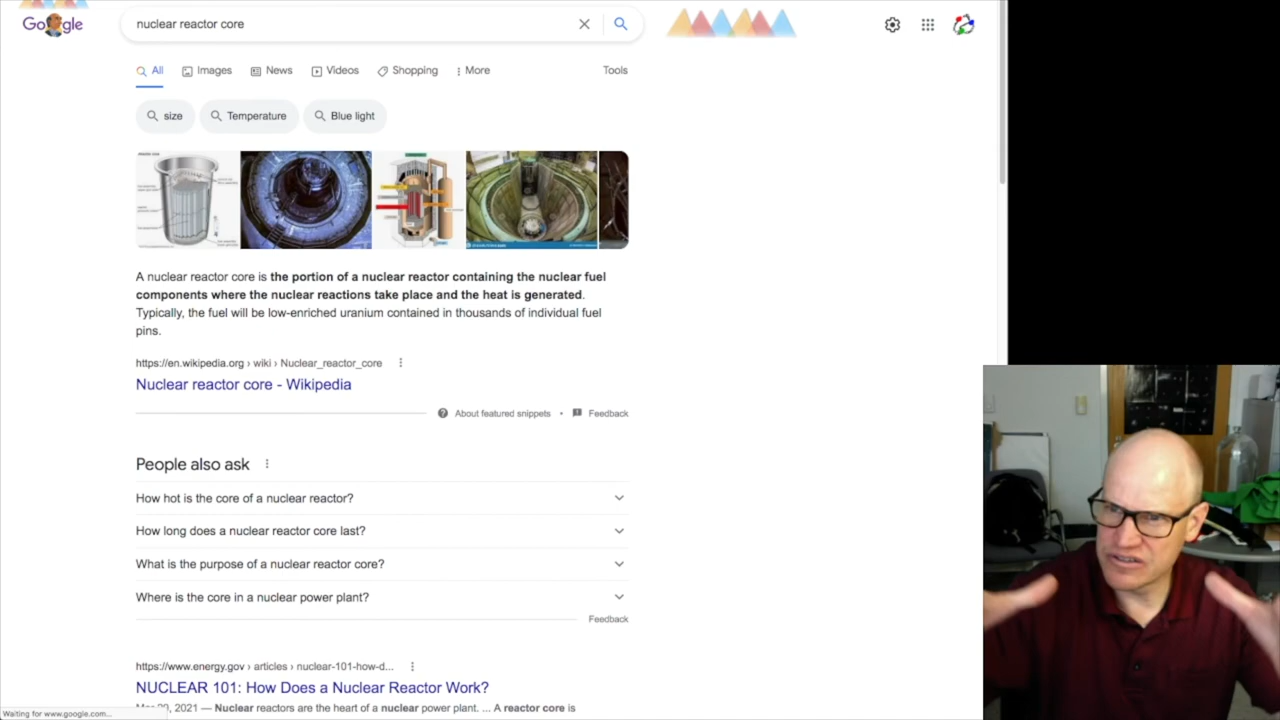 Google
nuclear reactor core
All
Images
News
Videos
Shopping
More
Tools
size
Temperature
Blue light
A nuclear reactor core is the portion of a nuclear reactor containing the nuclear fuel
components where the nuclear reactions take place and the heat is generated.
Typically, the fuel will be low-enriched uranium contained in thousands of individual fuel
pins.
https://en.wikipedia.org › wiki › Nuclear_reactor_core
Nuclear reactor core - Wikipedia
About featured snippets • Feedback
People also ask
How hot is the core of a nuclear reactor?
How long does a nuclear reactor core last?
What is the purpose of a nuclear reactor core?
Where is the core in a nuclear power plant?
Feedback
https://www.energy.gov › articles › nuclear-101-how-d...
NUCLEAR 101: How Does a Nuclear Reactor Work?
2021 — Nuclear reactors are the heart of a nuclear power plant. ... A reactor core is
Waiting for www.google.com...